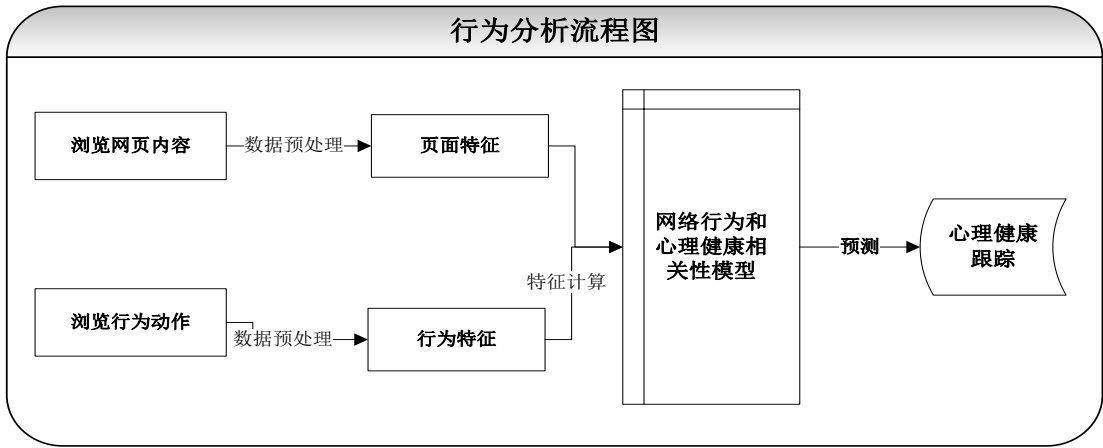 行为分析流程图
浏览网页内容
数据预处理
页面特征
网络行为和
心理健康相
关性模型
预测
心理健康
跟踪
特征计算
浏览行为动作
数据预处理
行为特征